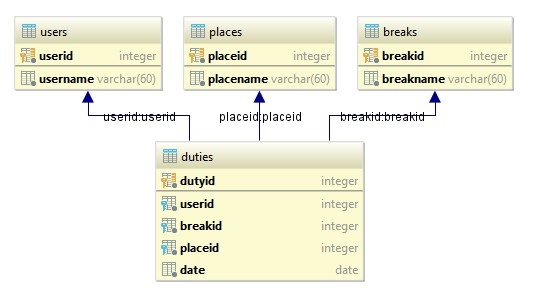 users
userid integer
username varchar(60)
places
placeid integer
placename varchar(60)
breaks
breakid integer
breakname varchar(60)
userid:userid
placeid:placeid
breakid:breakid
duties
dutyid integer
userid integer
breakid integer
placeid integer
date date